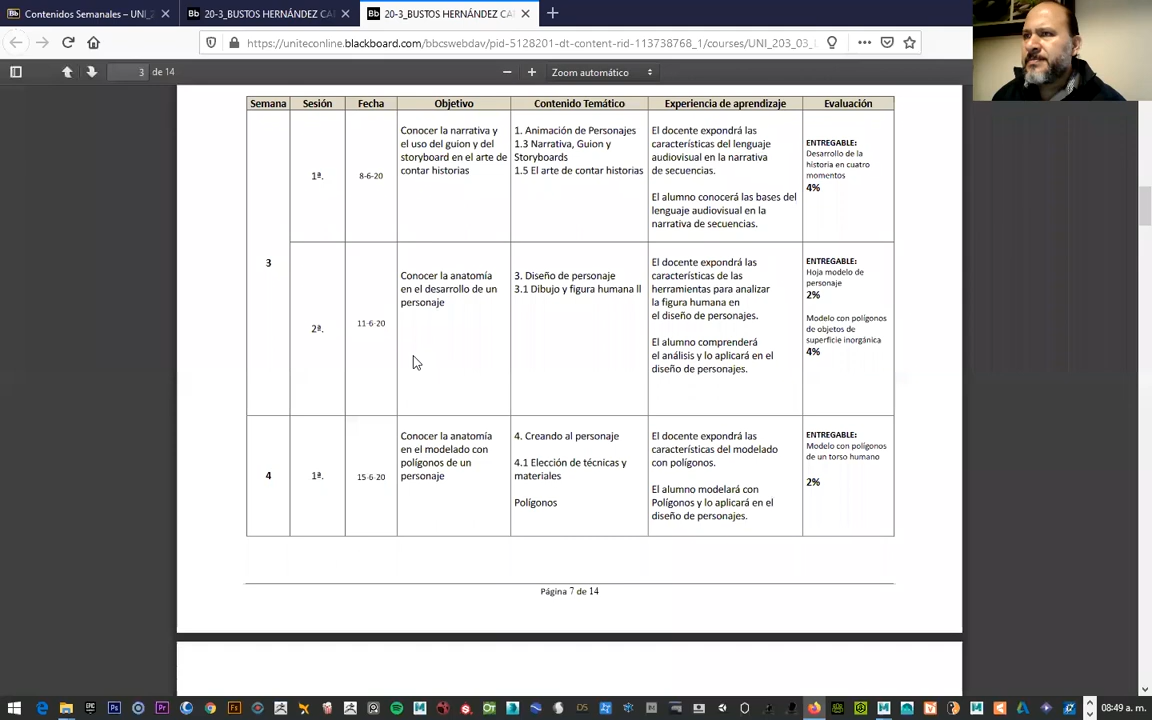 Contenidos Semanales – UNI_2
20-3_BUSTOS HERNÁNDEZ CA
20-3_BUSTOS HERNÁNDEZ CA
https://uniteconline.blackboard.com/bbcswebdav/pid-5128201-dt-content-rid-113738768_1/courses/UNI_203_03_
3 de 14
Zoom automático
Semana Sesión Fecha Objetivo Contenido Temático Experiencia de aprendizaje Evaluación
3
1ª.
8-6-20
Conocer la narrativa y
el uso del guion y del
storyboard en el arte de
contar historias
1. Animación de Personajes
1.3 Narrativa, Guion y
Storyboards
1.5 El arte de contar historias
El docente expondrá las
características del lenguaje
audiovisual en la narrativa
de secuencias.
El alumno conocerá las bases del
lenguaje audiovisual en la
narrativa de secuencias.
ENTREGABLE:
Desarrollo de la
historia en cuatro
momentos
4%
2ª.
11-6-20
Conocer la anatomía
en el desarrollo de un
personaje
3. Diseño de personaje
3.1 Dibujo y figura humana II
El docente expondrá las
características de las
herramientas para analizar
la figura humana en
el diseño de personajes.
El alumno comprenderá
el análisis y lo aplicará en el
diseño de personajes.
ENTREGABLE:
Hoja modelo de
personaje
2%
Modelo con polígonos
de objetos de
superficie inorgánica
4%
4
1ª.
15-6-20
Conocer la anatomía
en el modelado con
polígonos de un
personaje
4. Creando al personaje
4.1 Elección de técnicas y
materiales
Polígonos
El docente expondrá las
características del modelado
con polígonos.
El alumno modelará con
Polígonos y lo aplicará en el
diseño de personajes.
ENTREGABLE:
Modelo con polígonos
de un torso humano
2%
Página 7 de 14
08:49 a. m.